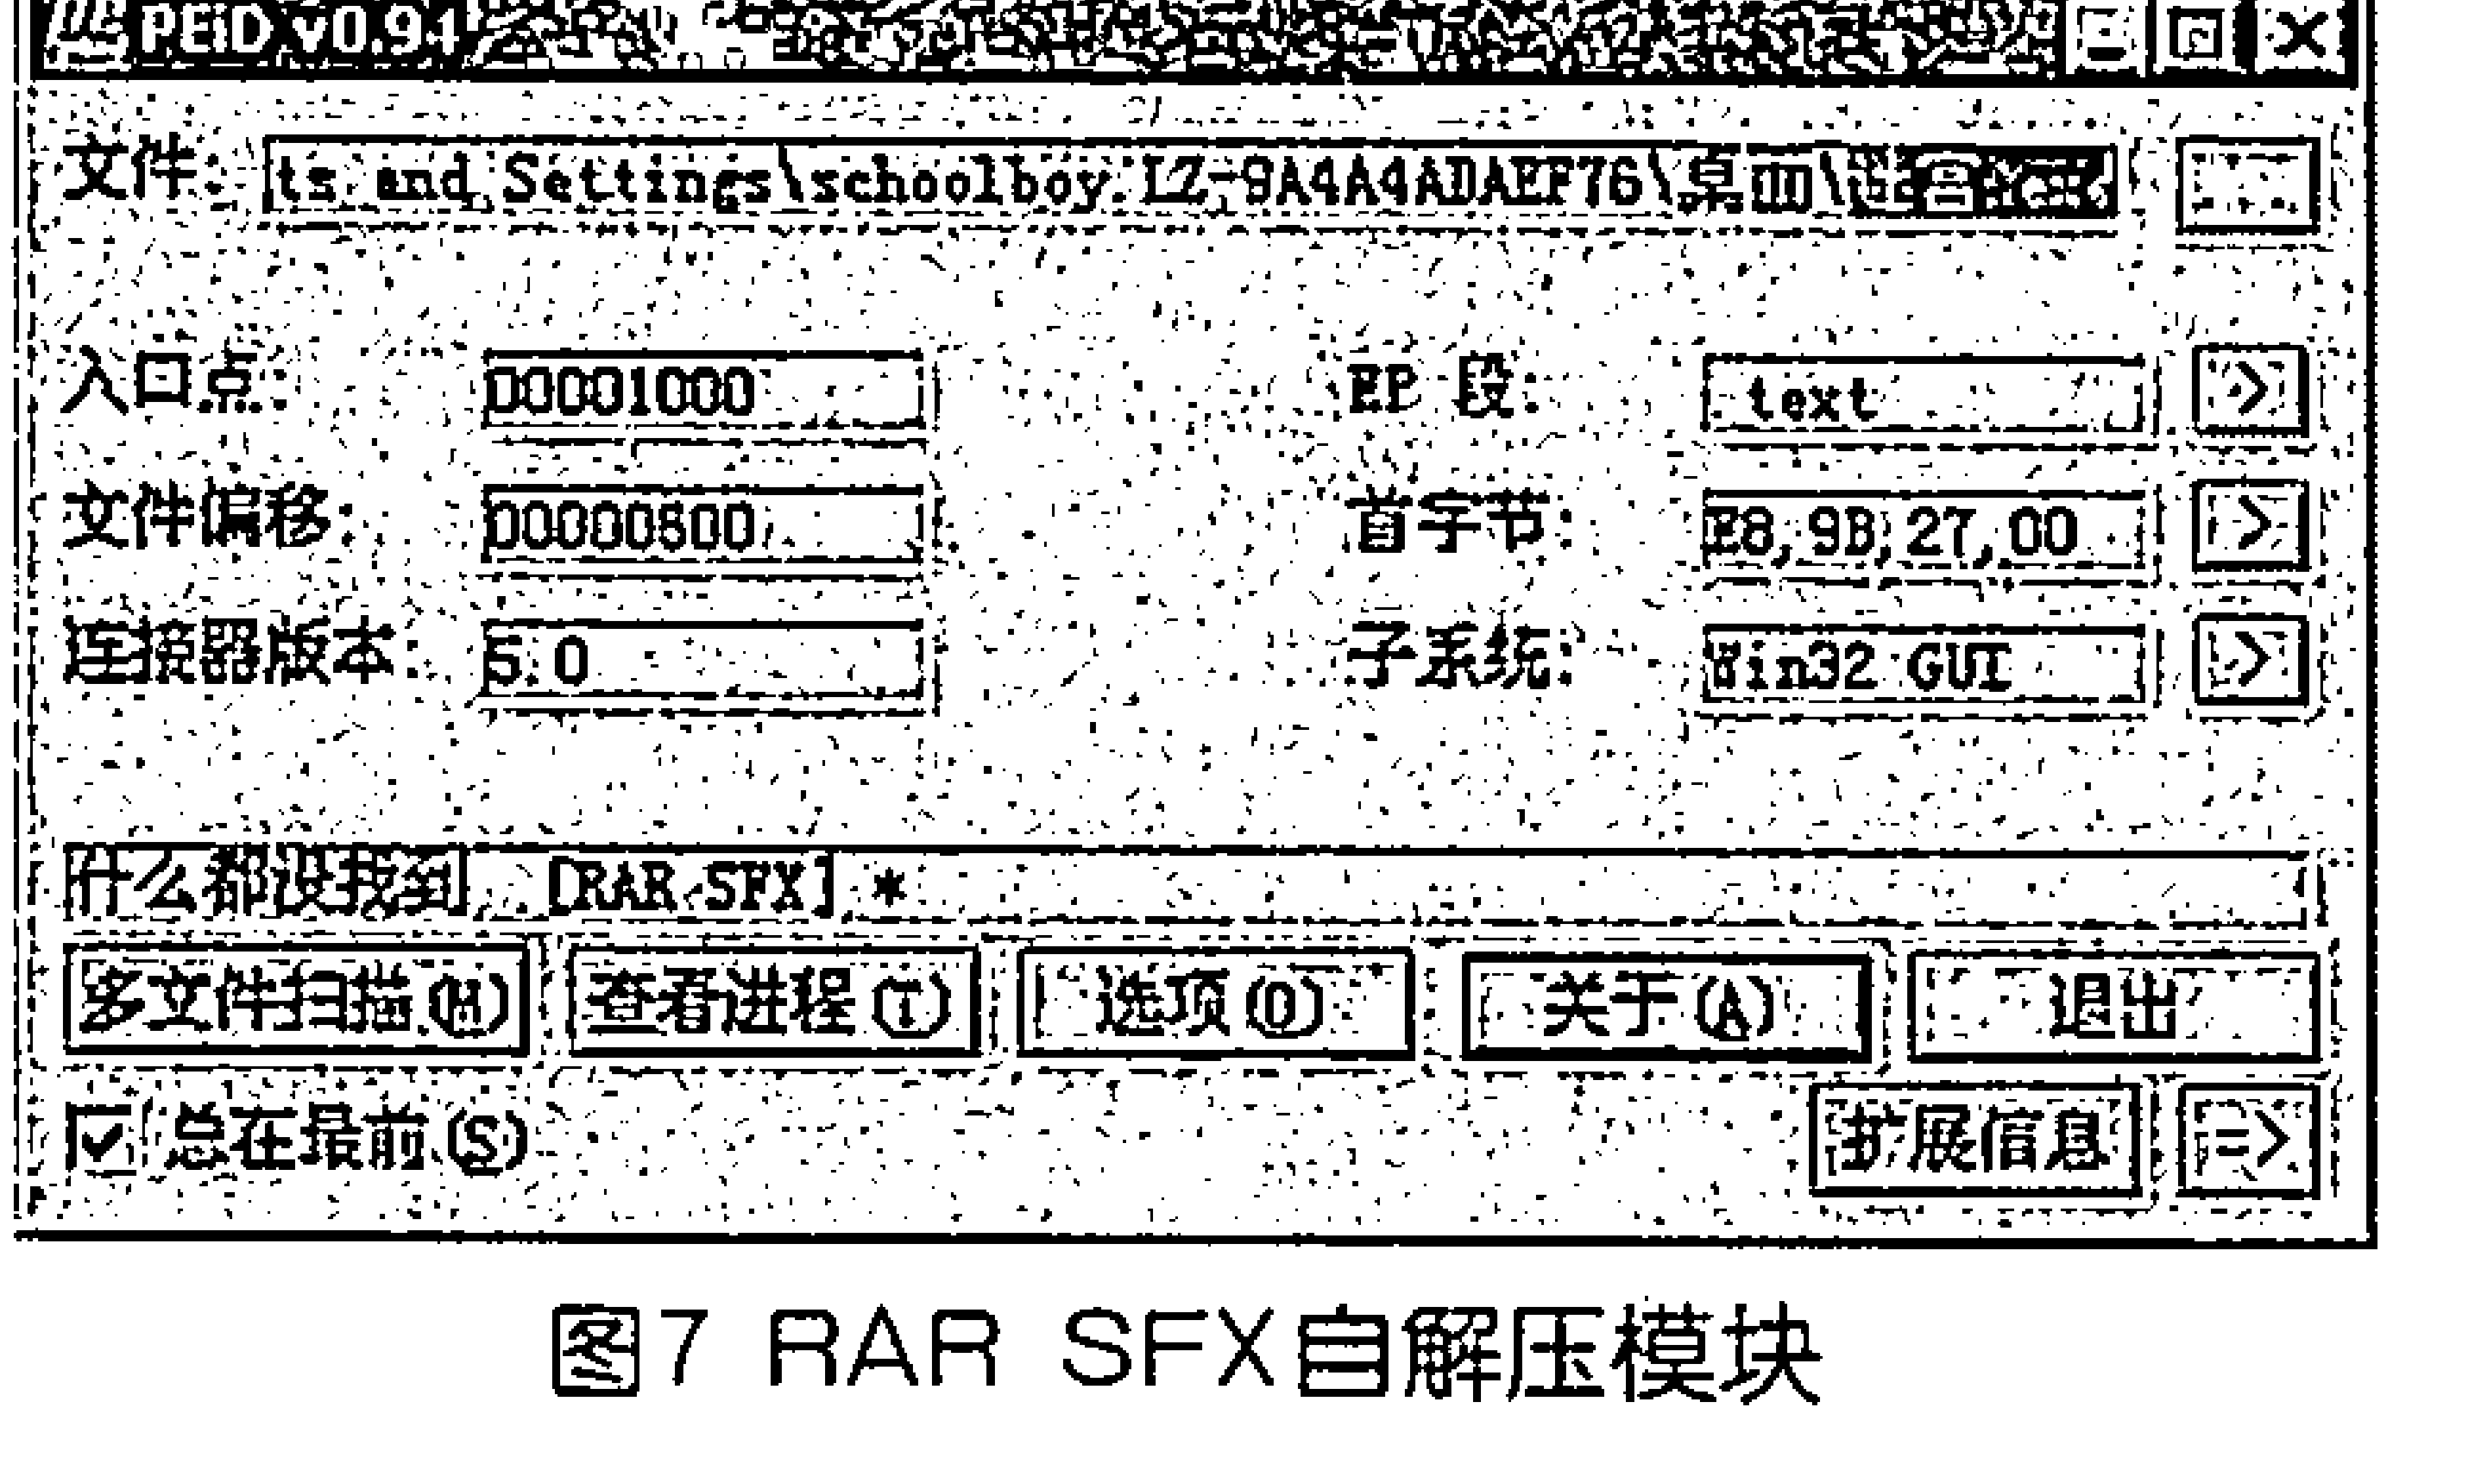 PEiD v0.94
文件: ts and Settings\schoolboy.LZ-9A4A4ADAEF76\桌面\
入口点: 00001000 EP 段: .text >
文件偏移: 00000600 首字节: E8,9B,27,00 >
连接器版本: 5.0 子系统: Win32 GUI >
什么都没找到 [RAR SFX] *
多文件扫描(M) 查看进程(T) 选项(O) 关于(A) 退出
总在最前(S) 扩展信息 =>
图7 RAR SFX自解压模块